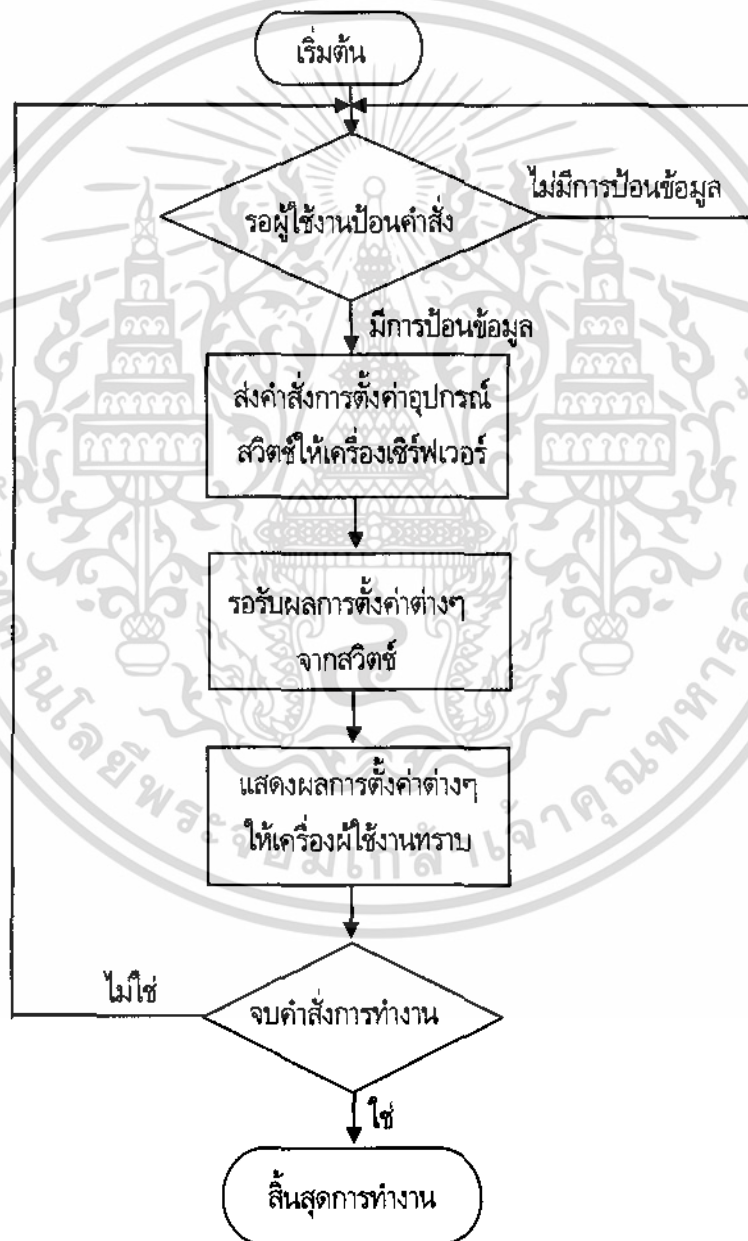 เริ่มต้น
รอผู้ใช้งานป้อนคำสั่ง
ไม่มีการป้อนข้อมูล
มีการป้อนข้อมูล
ส่งคำสั่งการตั้งค่าอุปกรณ์
สวิตช์ให้เครื่องเซิร์ฟเวอร์
รอรับผลการตั้งค่าต่างๆ
จากสวิตช์
แสดงผลการตั้งค่าต่างๆ
ให้เครื่องผู้ใช้งานทราบ
จบคำสั่งการทำงาน
ไม่ใช่
ใช่
สิ้นสุดการทำงาน